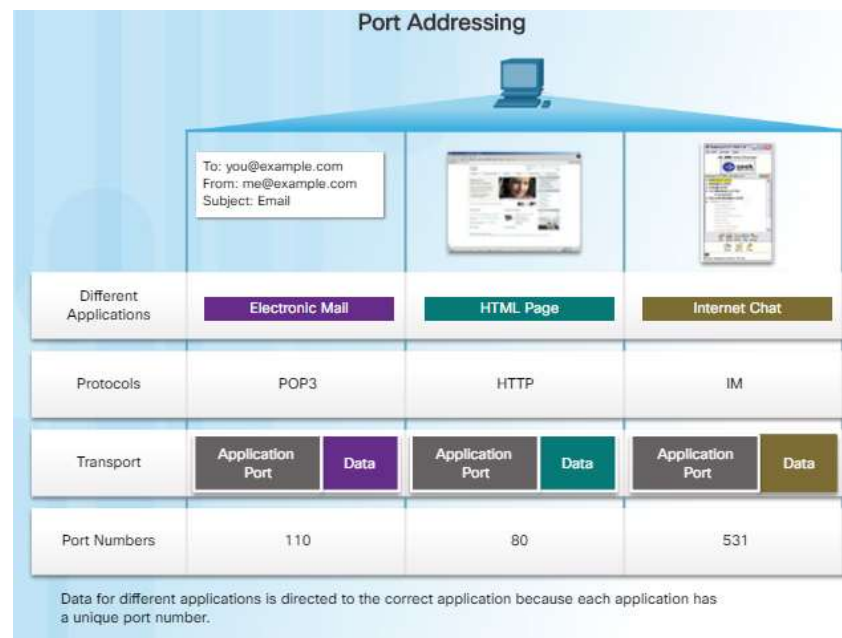 Port Addressing
To: you@example.com
From: me@example.com
Subject: Email
seek
Different
Applications
Electronic Mail
HTML Page
Internet Chat
Protocols
POP3
HTTP
IM
Transport
Application
Port
Data
Application
Port
Data
Application
Port
Data
Port Numbers
110
80
531
Data for different applications is directed to the correct application because each application has
a unique port number.